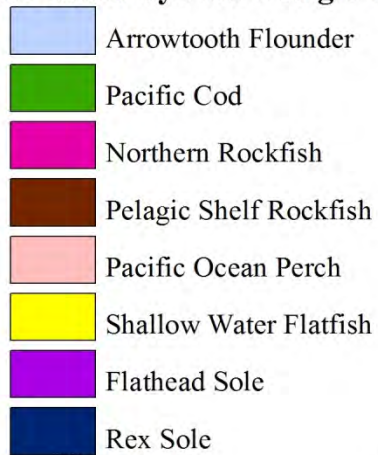 Arrowtooth Flounder
Pacific Cod
Northern Rockfish
Pelagic Shelf Rockfish
Pacific Ocean Perch
Shallow Water Flatfish
Flathead Sole
Rex Sole